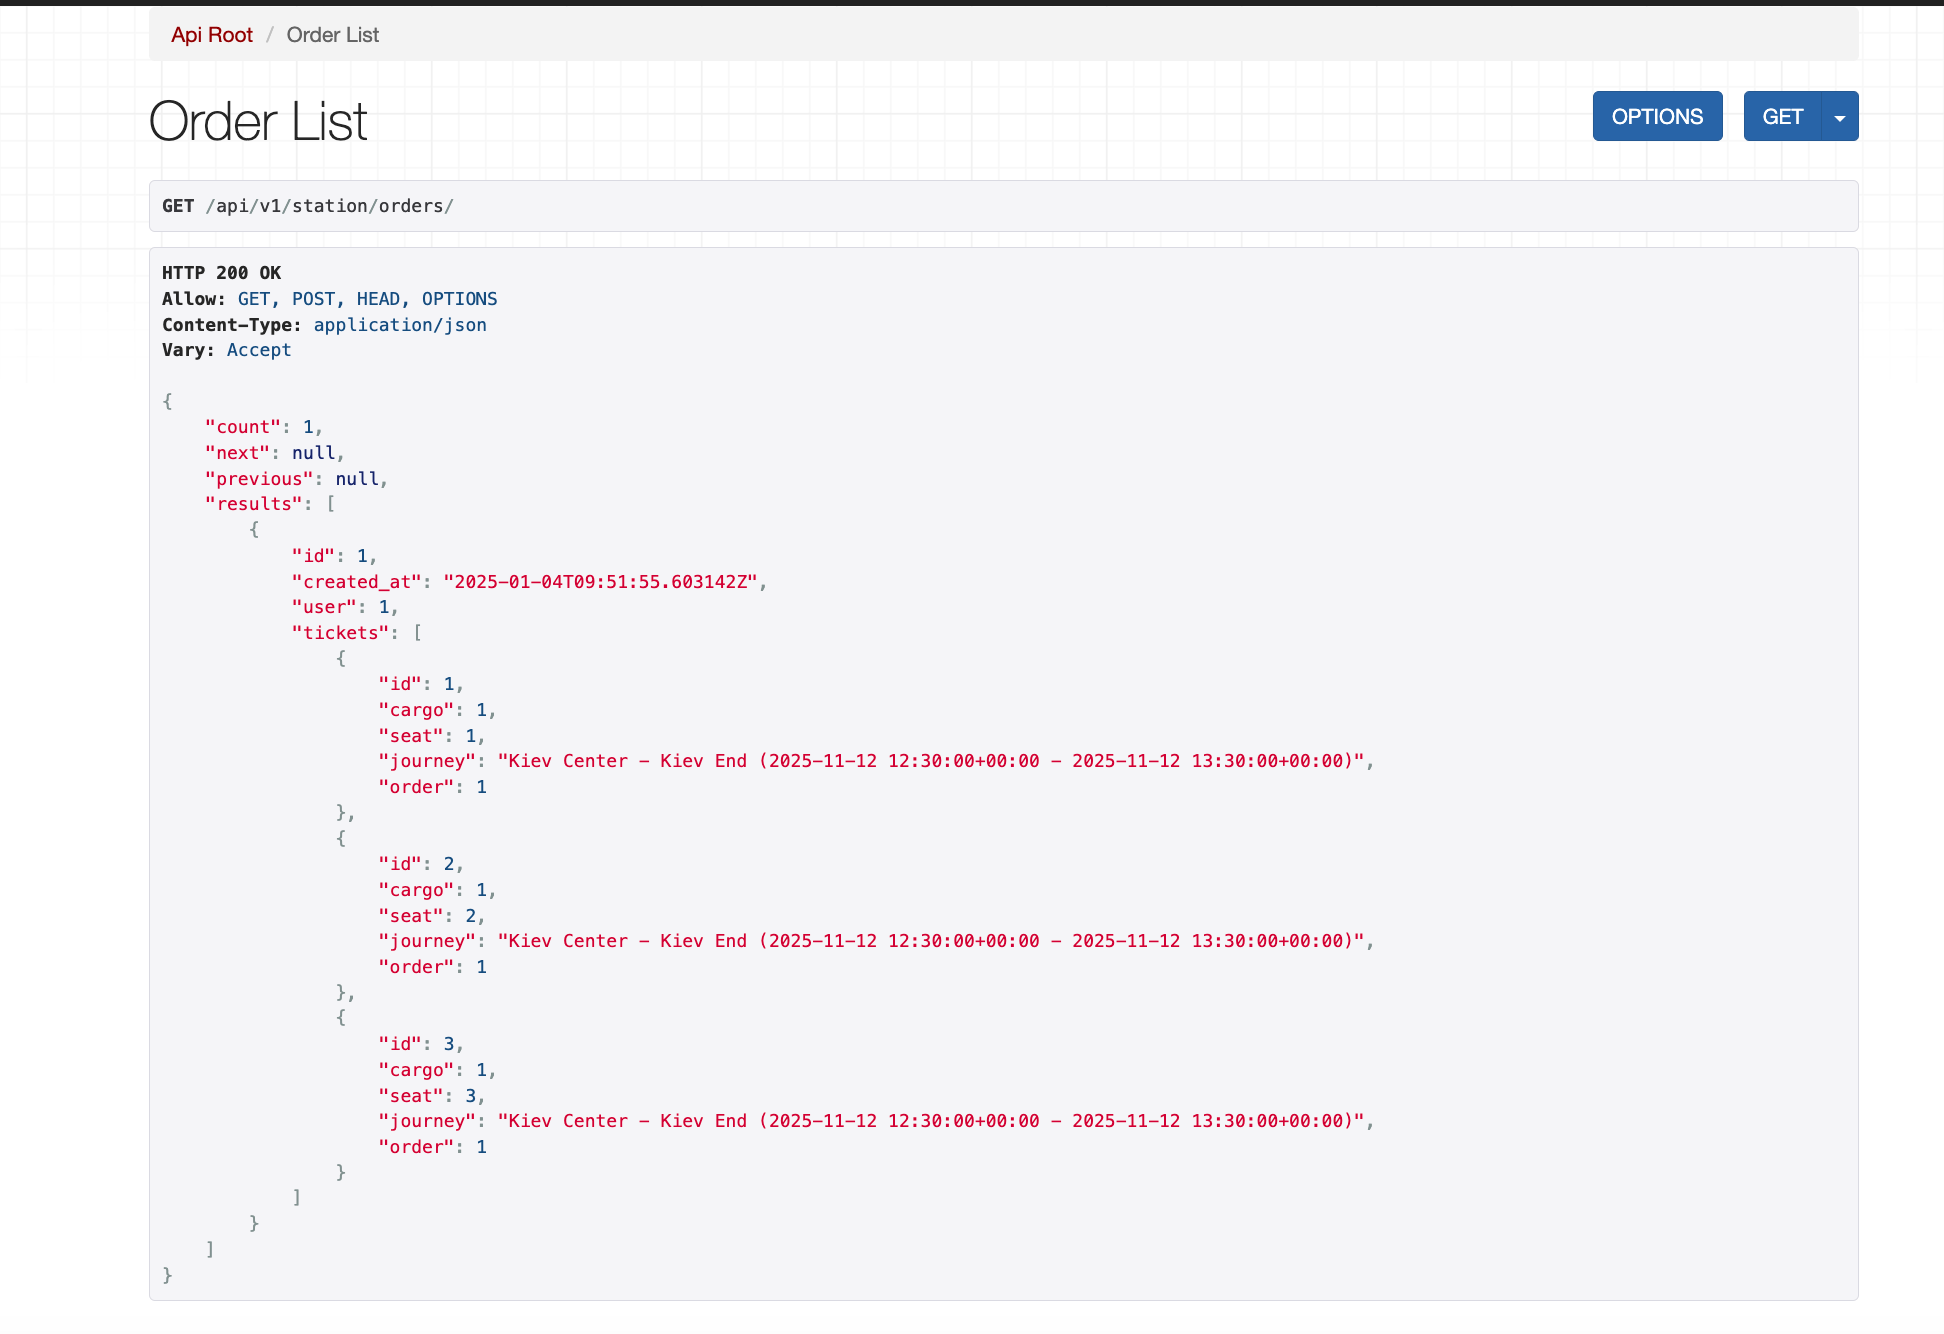 Api Root / Order List
Order List
OPTIONS
GET
GET /api/v1/station/orders/
HTTP 200 OK
Allow: GET, POST, HEAD, OPTIONS
Content-Type: application/json
Vary: Accept
{
    "count": 1,
    "next": null,
    "previous": null,
    "results": [
        {
            "id": 1,
            "created_at": "2025-01-04T09:51:55.603142Z",
            "user": 1,
            "tickets": [
                {
                    "id": 1,
                    "cargo": 1,
                    "seat": 1,
                    "journey": "Kiev Center - Kiev End (2025-11-12 12:30:00+00:00 - 2025-11-12 13:30:00+00:00)",
                    "order": 1
                },
                {
                    "id": 2,
                    "cargo": 1,
                    "seat": 2,
                    "journey": "Kiev Center - Kiev End (2025-11-12 12:30:00+00:00 - 2025-11-12 13:30:00+00:00)",
                    "order": 1
                },
                {
                    "id": 3,
                    "cargo": 1,
                    "seat": 3,
                    "journey": "Kiev Center - Kiev End (2025-11-12 12:30:00+00:00 - 2025-11-12 13:30:00+00:00)",
                    "order": 1
                }
            ]
        }
    ]
}